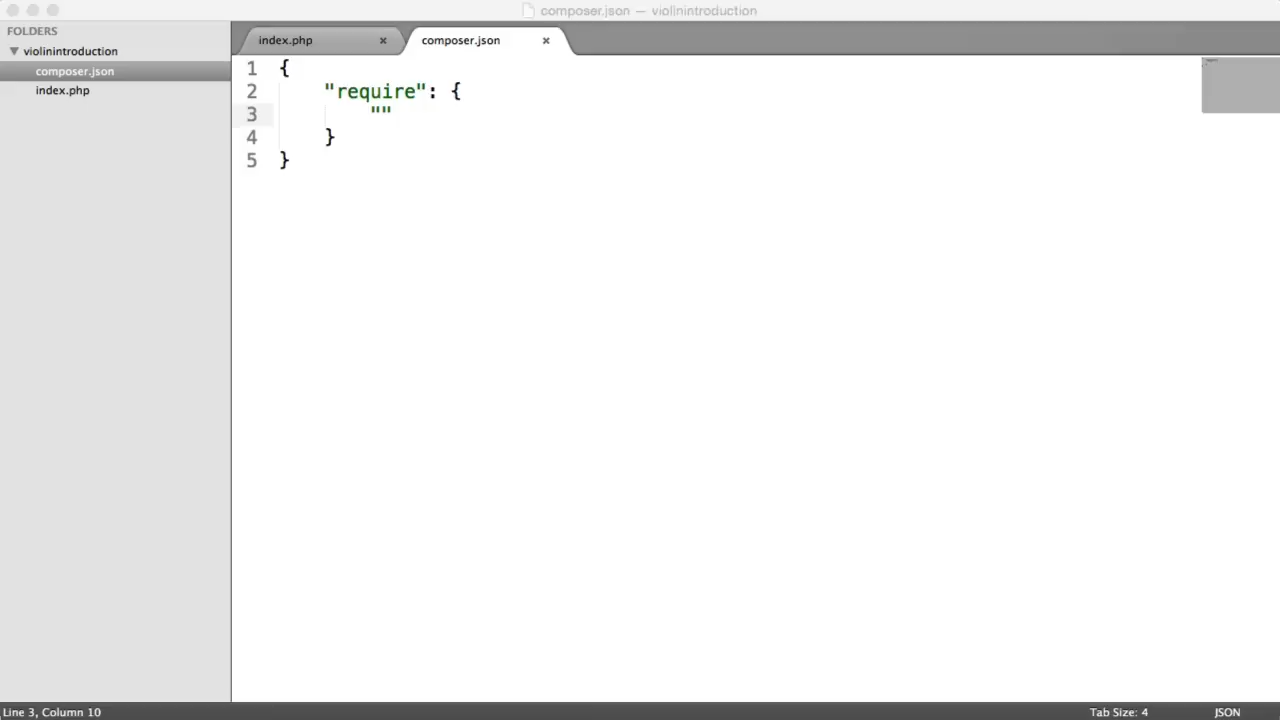 composer.json — violinintroduction
FOLDERS
violinintroduction
composer.json
index.php
index.php ×
composer.json ×
1 {
2 "require": {
3 ""
4 }
5 }
Line 3, Column 10
Tab Size: 4
JSON